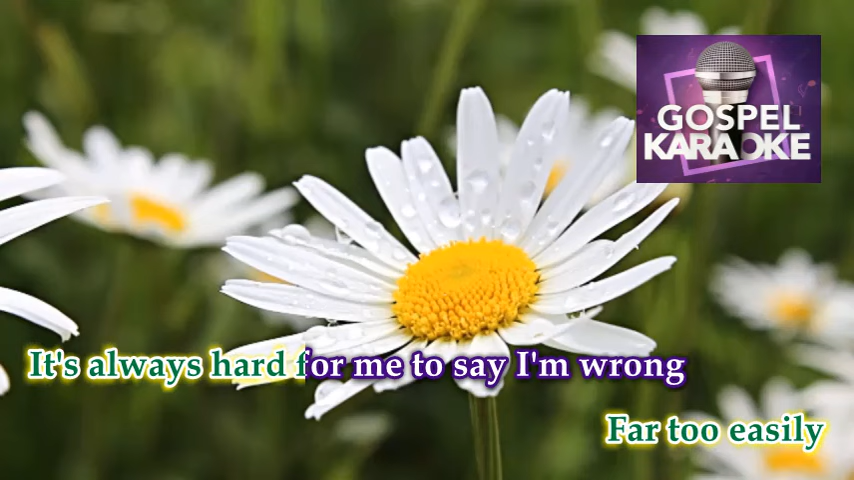 GOSPEL
KARAOKE
It's always hard for me to say I'm wrong
Far too easily